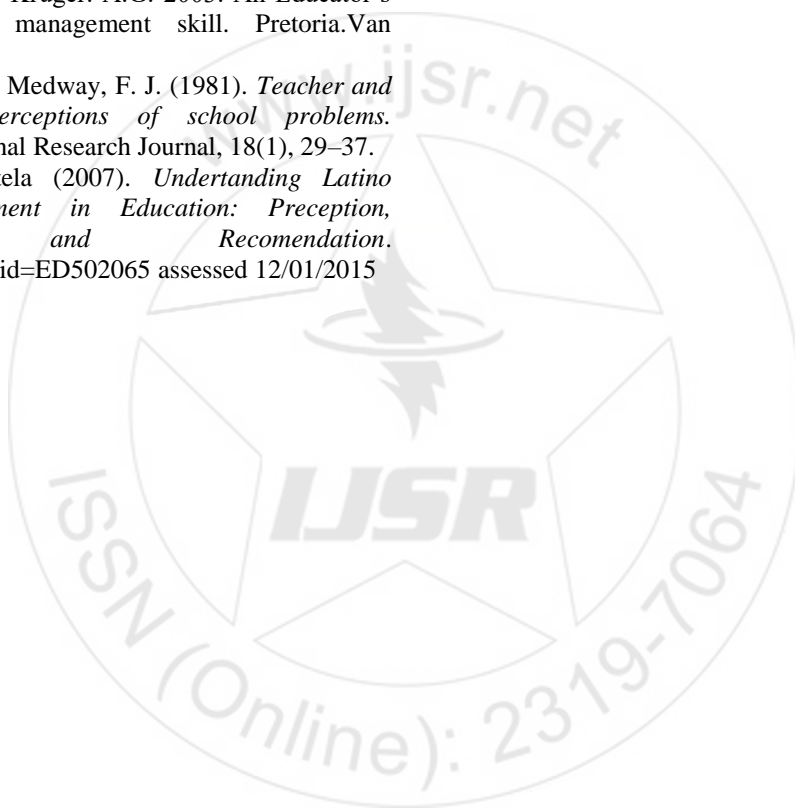 Kruger. A.G. 2003. An Educator's
management skill. Pretoria.Van
Medway, F. J. (1981). Teacher and
erceptions of school problems.
nal Research Journal, 18(1), 29–37.
ela (2007). Undertanding Latino
ment in Education: Preception,
and Recomendation.
id=ED502065 assessed 12/01/2015
www.ijsr.net
IJSR
ISSN (Online): 2319-7064